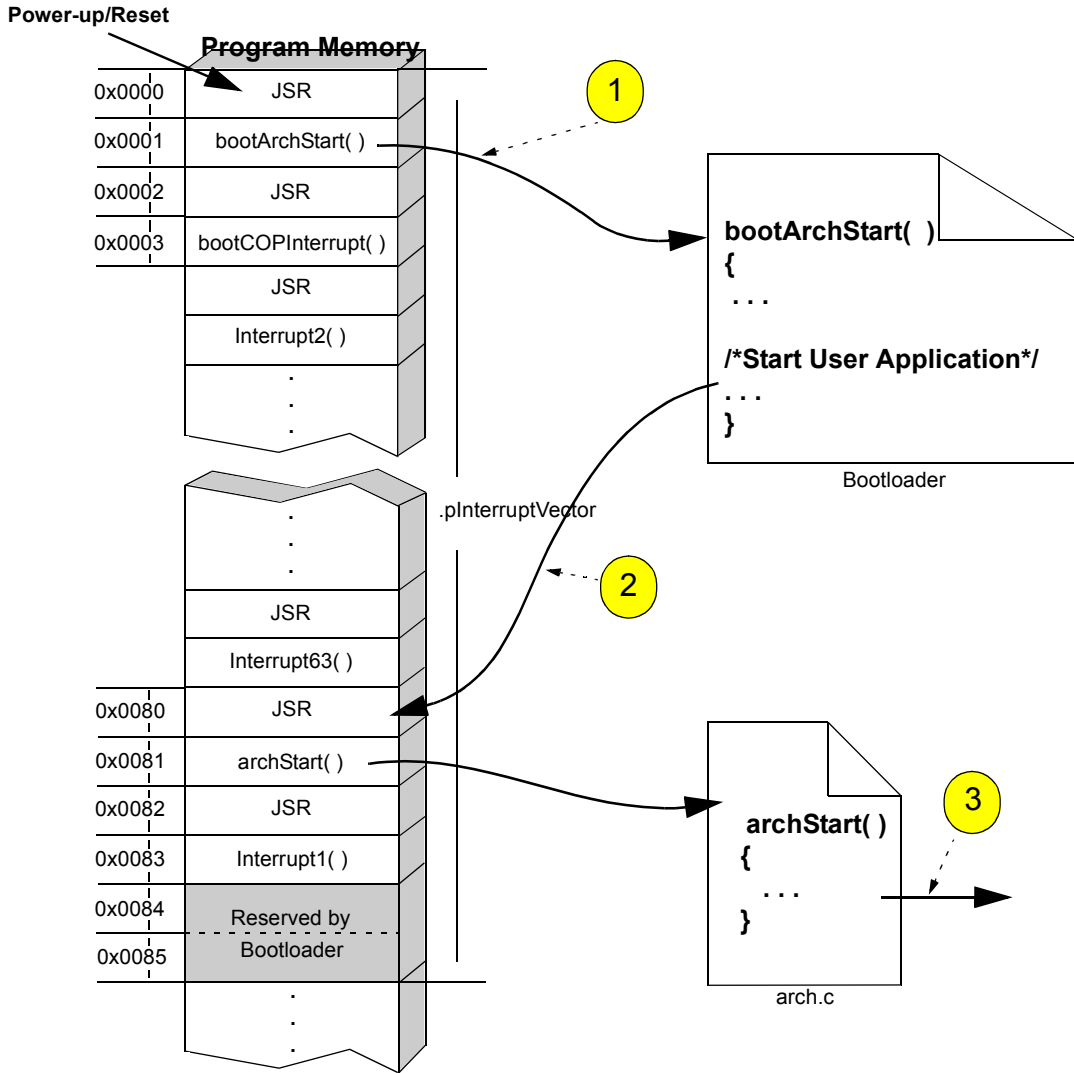 Power-up/Reset
Program Memory
0x0000
JSR
0x0001
bootArchStart( )
0x0002
JSR
0x0003
bootCOPInterrupt( )
JSR
Interrupt2( )
.
.
.
1
bootArchStart( )
{
. . .
/*Start User Application*/
. . .
}
Bootloader
.pInterruptVector
.
.
.
2
JSR
Interrupt63( )
0x0080
JSR
0x0081
archStart( )
0x0082
JSR
0x0083
Interrupt1( )
0x0084
0x0085
Reserved by
Bootloader
.
.
.
archStart( )
{
. . .
}
3
arch.c